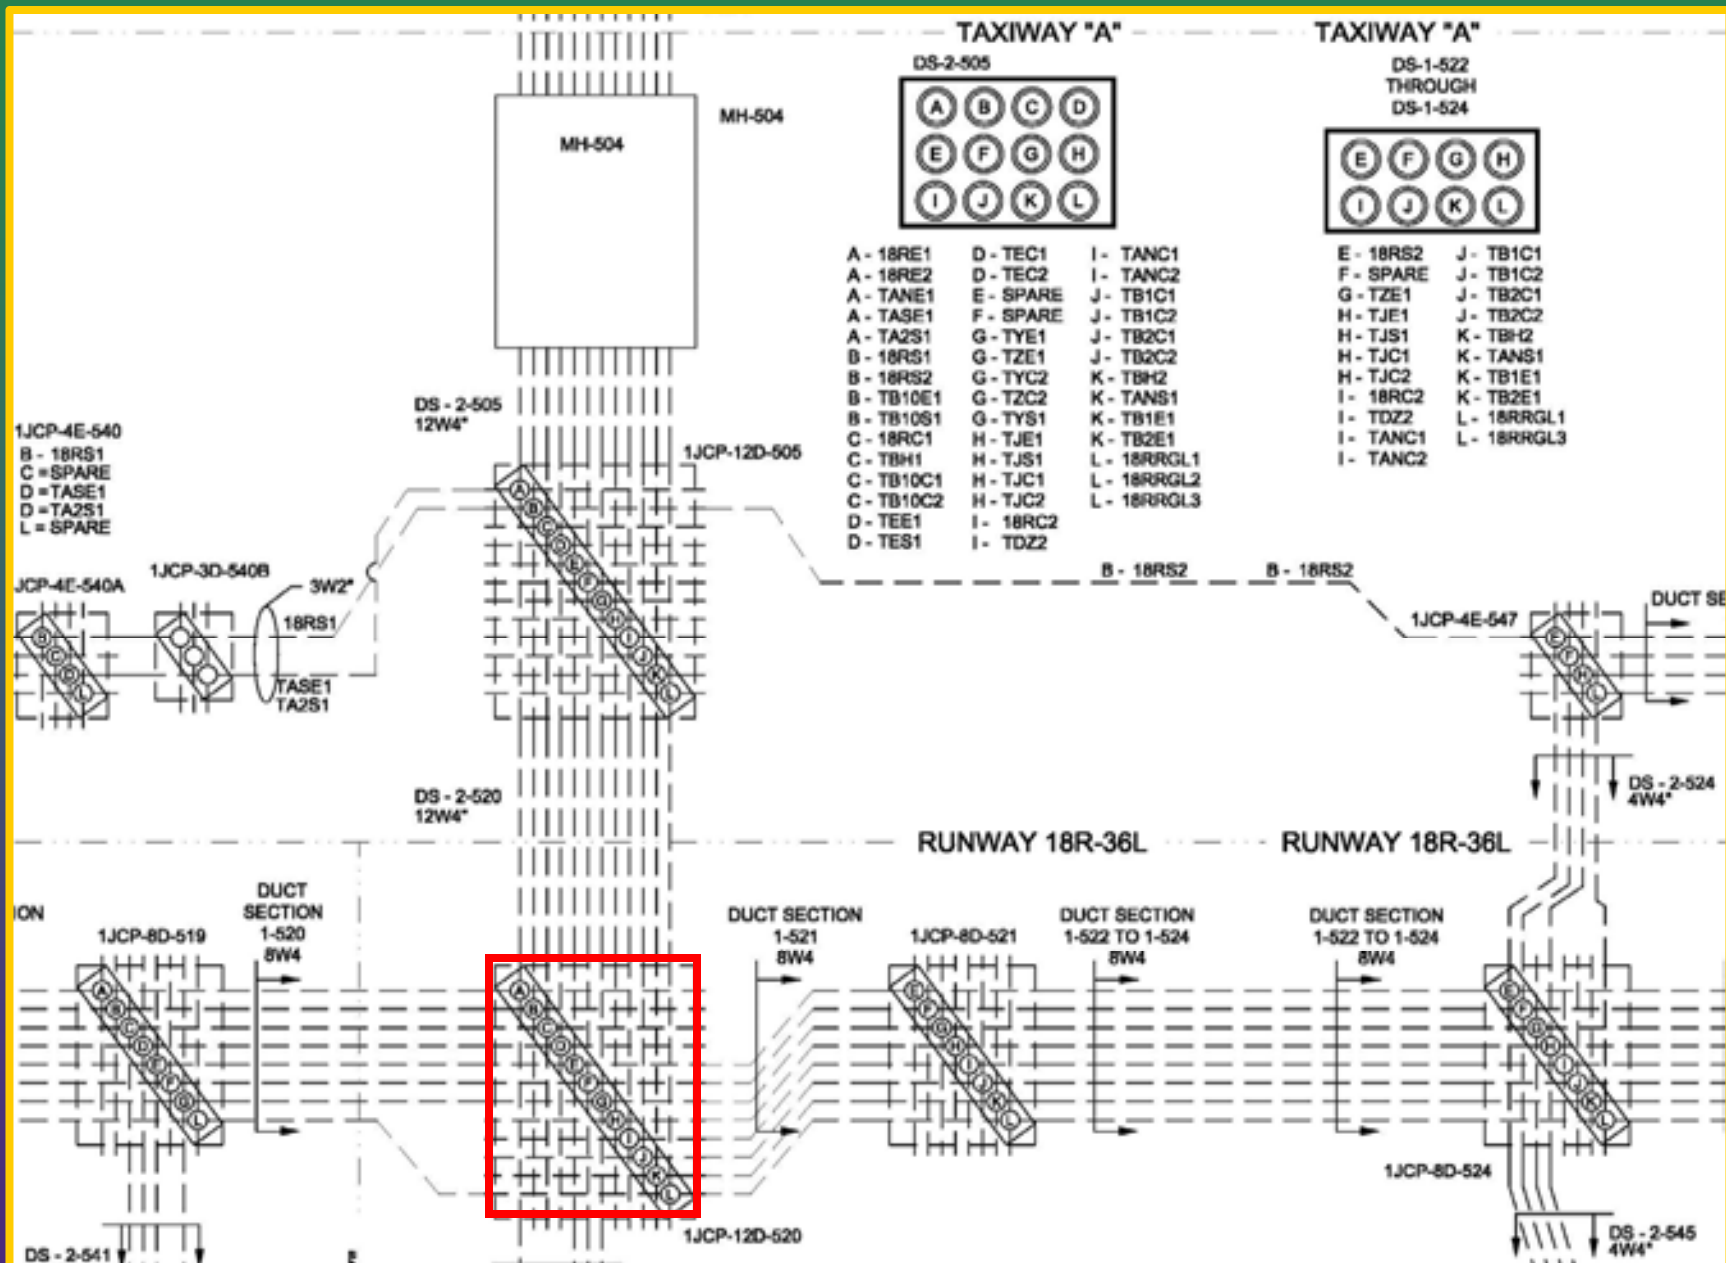 TAXIWAY "A"
DS-2-505
A B C D
E F G H
I J K L
A - 18RE1 D - TEC1 I - TANC1
A - 18RE2 D - TEC2 I - TANC2
A - TANE1 E - SPARE J - TB1C1
A - TASE1 F - SPARE J - TB1C2
A - TA2S1 G - TYE1 J - TB2C1
B - 18RS1 G - TZE1 J - TB2C2
B - 18RS2 G - TYC2 K - TBH2
B - TB10E1 G - TZC2 K - TANS1
B - TB10S1 G - TYS1 K - TB1E1
C - 18RC1 H - TJE1 K - TB2E1
C - TBH1 H - TJS1 L - 18RRGL1
C - TB10C1 H - TJC1 L - 18RRGL2
C - TB10C2 H - TJC2 L - 18RRGL3
D - TEE1 I - 18RC2
D - TES1 I - TDZ2
TAXIWAY "A"
DS-1-522
THROUGH
DS-1-524
E F G H
I J K L
E - 18RS2 J - TB1C1
F - SPARE J - TB1C2
G - TZE1 J - TB2C1
H - TJE1 J - TB2C2
H - TJS1 K - TBH2
H - TJC1 K - TANS1
H - TJC2 K - TB1E1
I - 18RC2 K - TB2E1
I - TDZ2 L - 18RRGL1
I - TANC1 L - 18RRGL3
I - TANC2
MH-504
MH-504
DS - 2-505
12W4"
1JCP-4E-540
B - 18RS1
C = SPARE
D = TASE1
D = TA2S1
L = SPARE
1JCP-12D-505
A B C D E F G H I J K L
JCP-4E-540A
B C D L
1JCP-3D-540B
3W2"
18RS1
TASE1
TA2S1
B - 18RS2 B - 18RS2
1JCP-4E-547
E F H L
DUCT SE
DS - 2-520
12W4"
DS - 2-524
4W4"
RUNWAY 18R-36L RUNWAY 18R-36L
ION
1JCP-8D-519
A B C D E F G L
DUCT
SECTION
1-520
8W4
A B C D E F G H I J K L
1JCP-12D-520
DUCT SECTION
1-521
8W4
1JCP-8D-521
E F G H I J K L
DUCT SECTION
1-522 TO 1-524
8W4
DUCT SECTION
1-522 TO 1-524
8W4
E F G H I J K L
1JCP-8D-524
DS - 2-541
DS - 2-545
4W4"